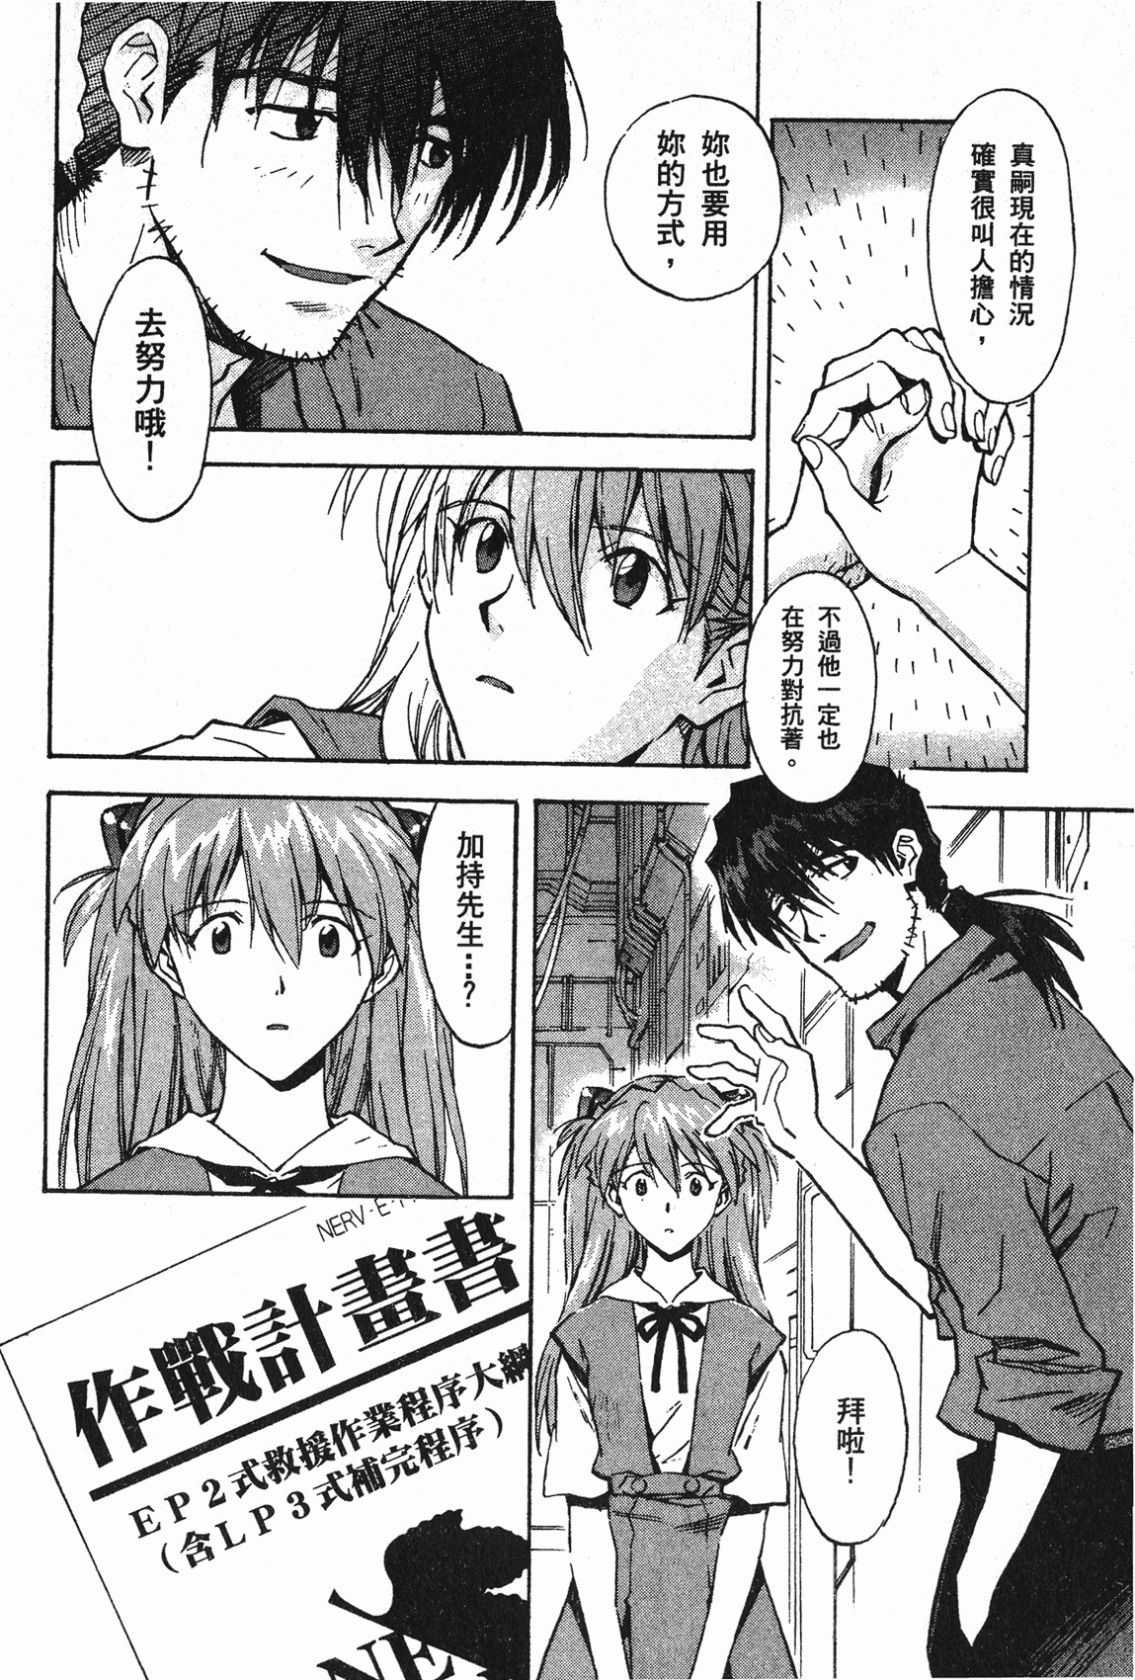 真嗣現在的情況
確實很叫人擔心，
不過他一定也
在努力對抗著。
妳也要用
妳的方式，
去努力哦！
拜啦！
加持先生…?
NERV-E-
作戰計畫書
EP2式救援作業程序大綱
(含LP3式補完程序)
NE